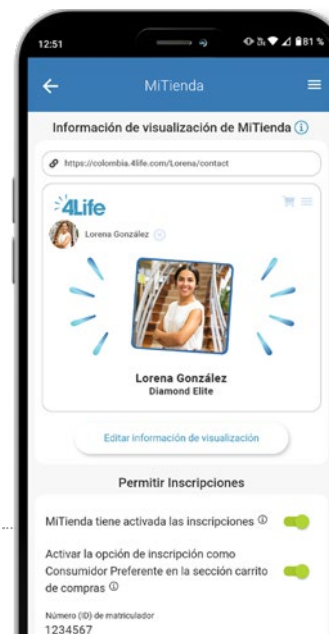 12:51
81 %
MiTienda
Información de visualización de MiTienda
https://colombia.4life.com/Lorena/contact
4Life
Lorena González
Lorena González
Diamond Elite
Editar información de visualización
Permitir Inscripciones
MiTienda tiene activada las inscripciones
Activar la opción de inscripción como
Consumidor Preferente en la sección carrito
de compras
Número (ID) de matriculador
1234567